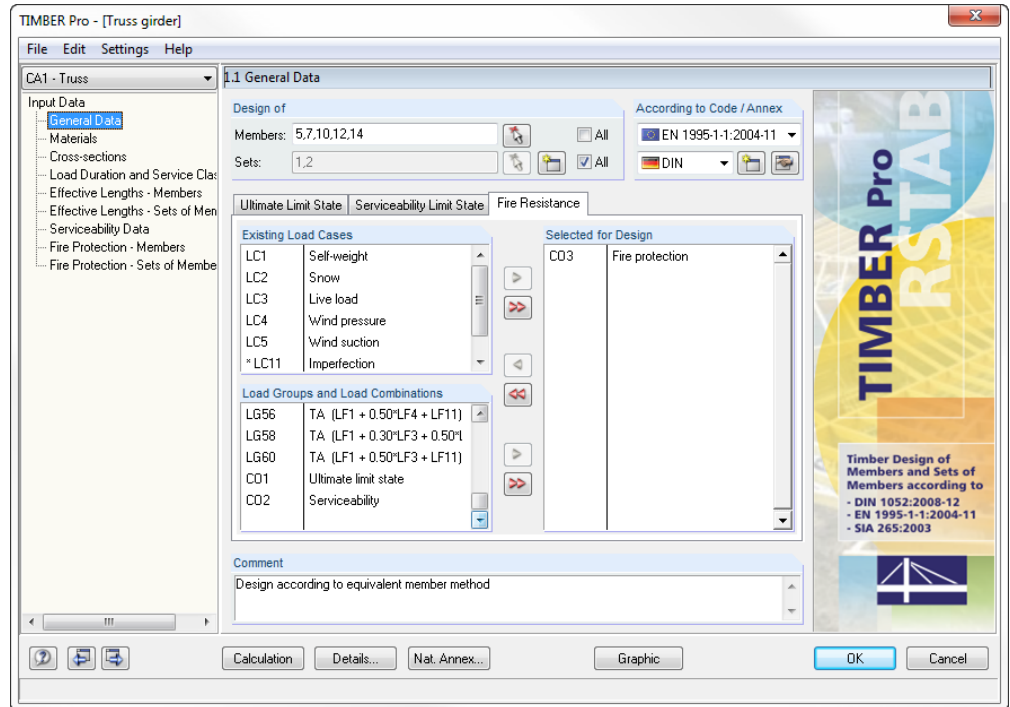 TIMBER Pro - [Truss girder]
File Edit Settings Help
CA1 - Truss
1.1 General Data
Input Data
General Data
Materials
Cross-sections
Load Duration and Service Clas
Effective Lengths - Members
Effective Lengths - Sets of Men
Serviceability Data
Fire Protection - Members
Fire Protection - Sets of Membe
Design of
Members: 5,7,10,12,14 All
Sets: 1,2 All
According to Code / Annex
EN 1995-1-1:2004-11
DIN
Ultimate Limit State Serviceability Limit State Fire Resistance
Existing Load Cases
LC1 Self-weight
LC2 Snow
LC3 Live load
LC4 Wind pressure
LC5 Wind suction
* LC11 Imperfection
Load Groups and Load Combinations
LG56 TA (LF1 + 0.50*LF4 + LF11)
LG58 TA (LF1 + 0.30*LF3 + 0.50*L
LG60 TA (LF1 + 0.50*LF3 + LF11)
CO1 Ultimate limit state
CO2 Serviceability
Selected for Design
CO3 Fire protection
Comment
Design according to equivalent member method
TIMBER Pro
RSTAB
Timber Design of
Members and Sets of
Members according to
- DIN 1052:2008-12
- EN 1995-1-1:2004-11
- SIA 265:2003
Calculation Details... Nat. Annex... Graphic OK Cancel